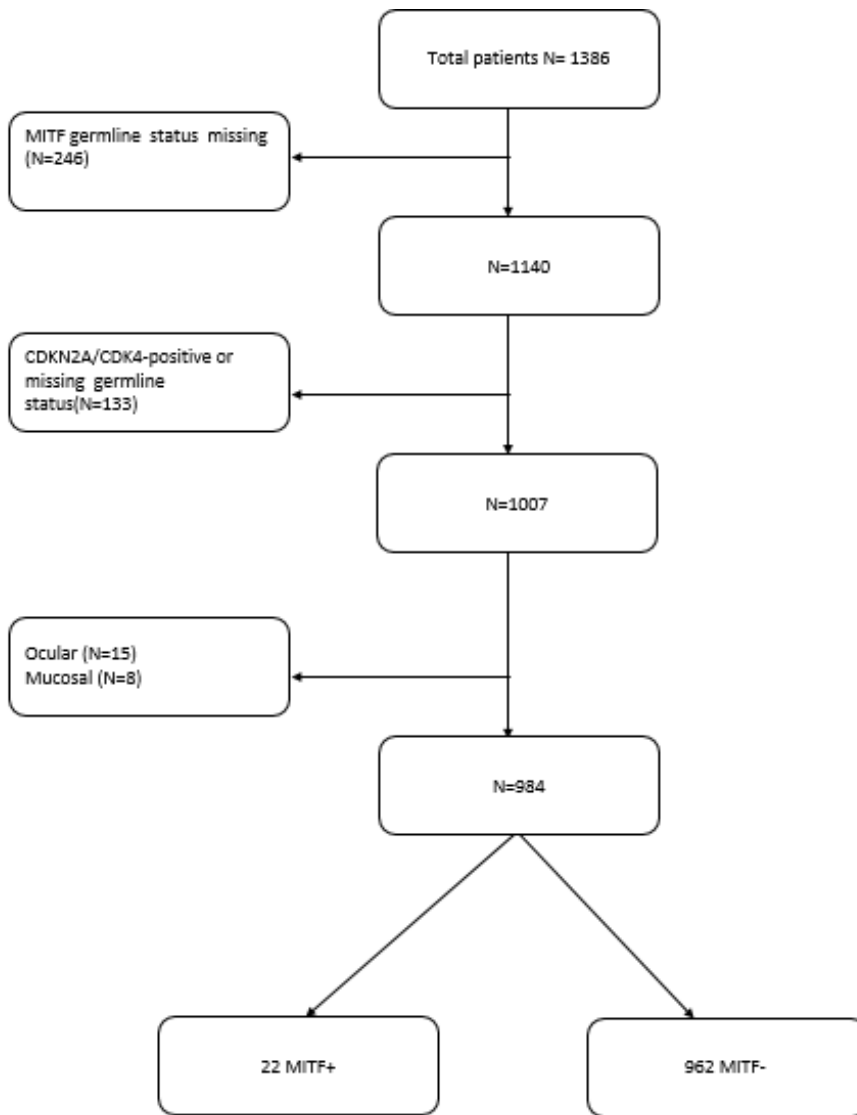 Total patients N= 1386
MITF germline status missing
(N=246)
N=1140
CDKN2A/CDK4-positive or
missing germline
status(N=133)
N=1007
Ocular (N=15)
Mucosal (N=8)
N=984
22 MITF+
962 MITF-